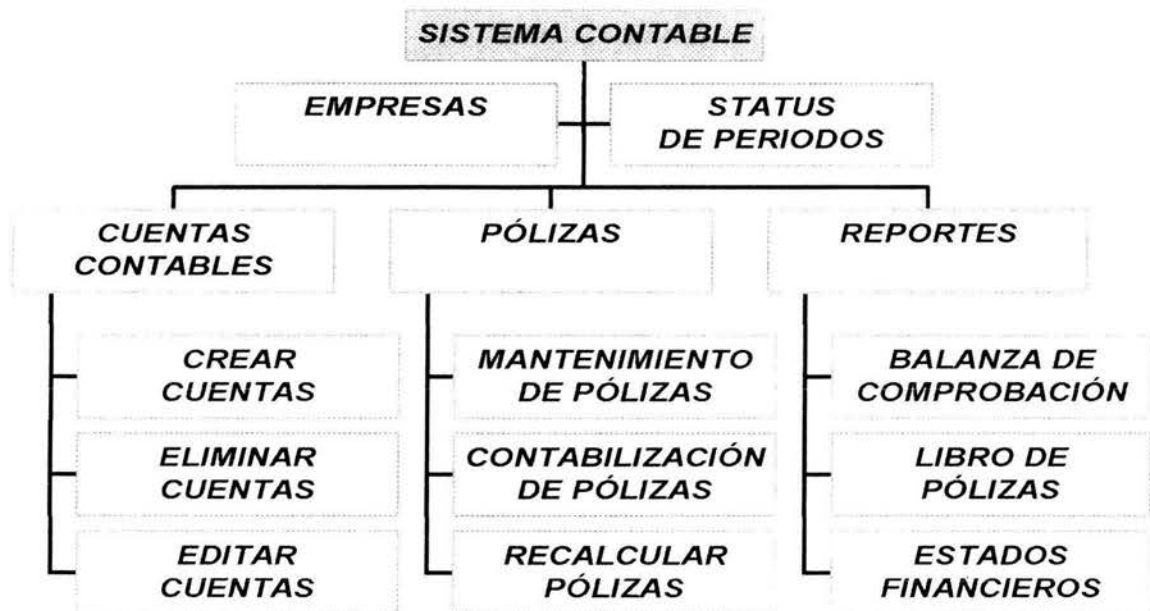 SISTEMA CONTABLE
EMPRESAS
STATUS
DE PERIODOS
CUENTAS
CONTABLES
CREAR
CUENTAS
ELIMINAR
CUENTAS
EDITAR
CUENTAS
PÓLIZAS
MANTENIMIENTO
DE PÓLIZAS
CONTABILIZACIÓN
DE PÓLIZAS
RECALCULAR
PÓLIZAS
REPORTES
BALANZA DE
COMPROBACIÓN
LIBRO DE
PÓLIZAS
ESTADOS
FINANCIEROS